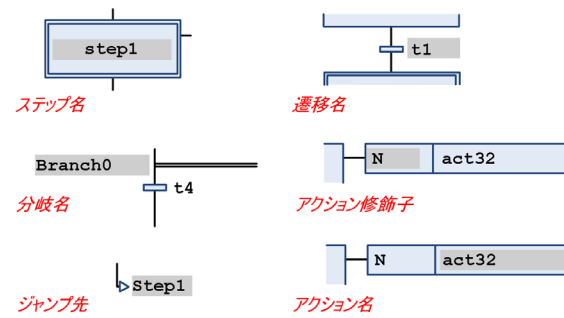 step1
ステップ名
t1
遷移名
Branch0
t4
分岐名
N act32
アクション修飾子
Step1
ジャンプ先
N act32
アクション名